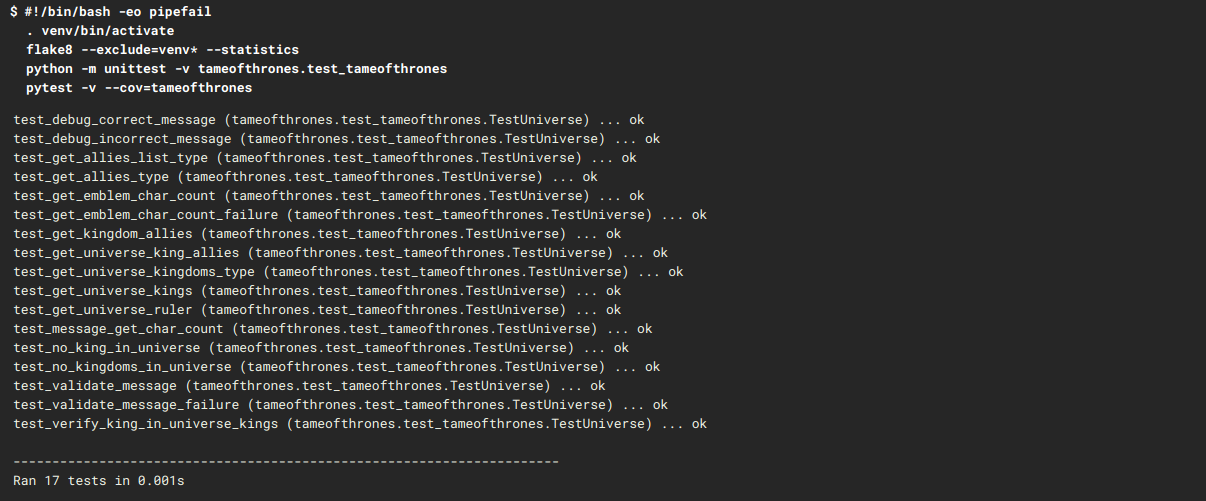 $ #!/bin/bash -eo pipefail
. venv/bin/activate
flake8 --exclude=venv* --statistics
python -m unittest -v tameofthrones.test_tameofthrones
pytest -v --cov=tameofthrones
test_debug_correct_message (tameofthrones.test_tameofthrones.TestUniverse) ... ok
test_debug_incorrect_message (tameofthrones.test_tameofthrones.TestUniverse) ... ok
test_get_allies_list_type (tameofthrones.test_tameofthrones.TestUniverse) ... ok
test_get_allies_type (tameofthrones.test_tameofthrones.TestUniverse) ... ok
test_get_emblem_char_count (tameofthrones.test_tameofthrones.TestUniverse) ... ok
test_get_emblem_char_count_failure (tameofthrones.test_tameofthrones.TestUniverse) ... ok
test_get_kingdom_allies (tameofthrones.test_tameofthrones.TestUniverse) ... ok
test_get_universe_king_allies (tameofthrones.test_tameofthrones.TestUniverse) ... ok
test_get_universe_kingdoms_type (tameofthrones.test_tameofthrones.TestUniverse) ... ok
test_get_universe_kings (tameofthrones.test_tameofthrones.TestUniverse) ... ok
test_get_universe_ruler (tameofthrones.test_tameofthrones.TestUniverse) ... ok
test_message_get_char_count (tameofthrones.test_tameofthrones.TestUniverse) ... ok
test_no_king_in_universe (tameofthrones.test_tameofthrones.TestUniverse) ... ok
test_no_kingdoms_in_universe (tameofthrones.test_tameofthrones.TestUniverse) ... ok
test_validate_message (tameofthrones.test_tameofthrones.TestUniverse) ... ok
test_validate_message_failure (tameofthrones.test_tameofthrones.TestUniverse) ... ok
test_verify_king_in_universe_kings (tameofthrones.test_tameofthrones.TestUniverse) ... ok
----------------------------------------------------------------------
Ran 17 tests in 0.001s